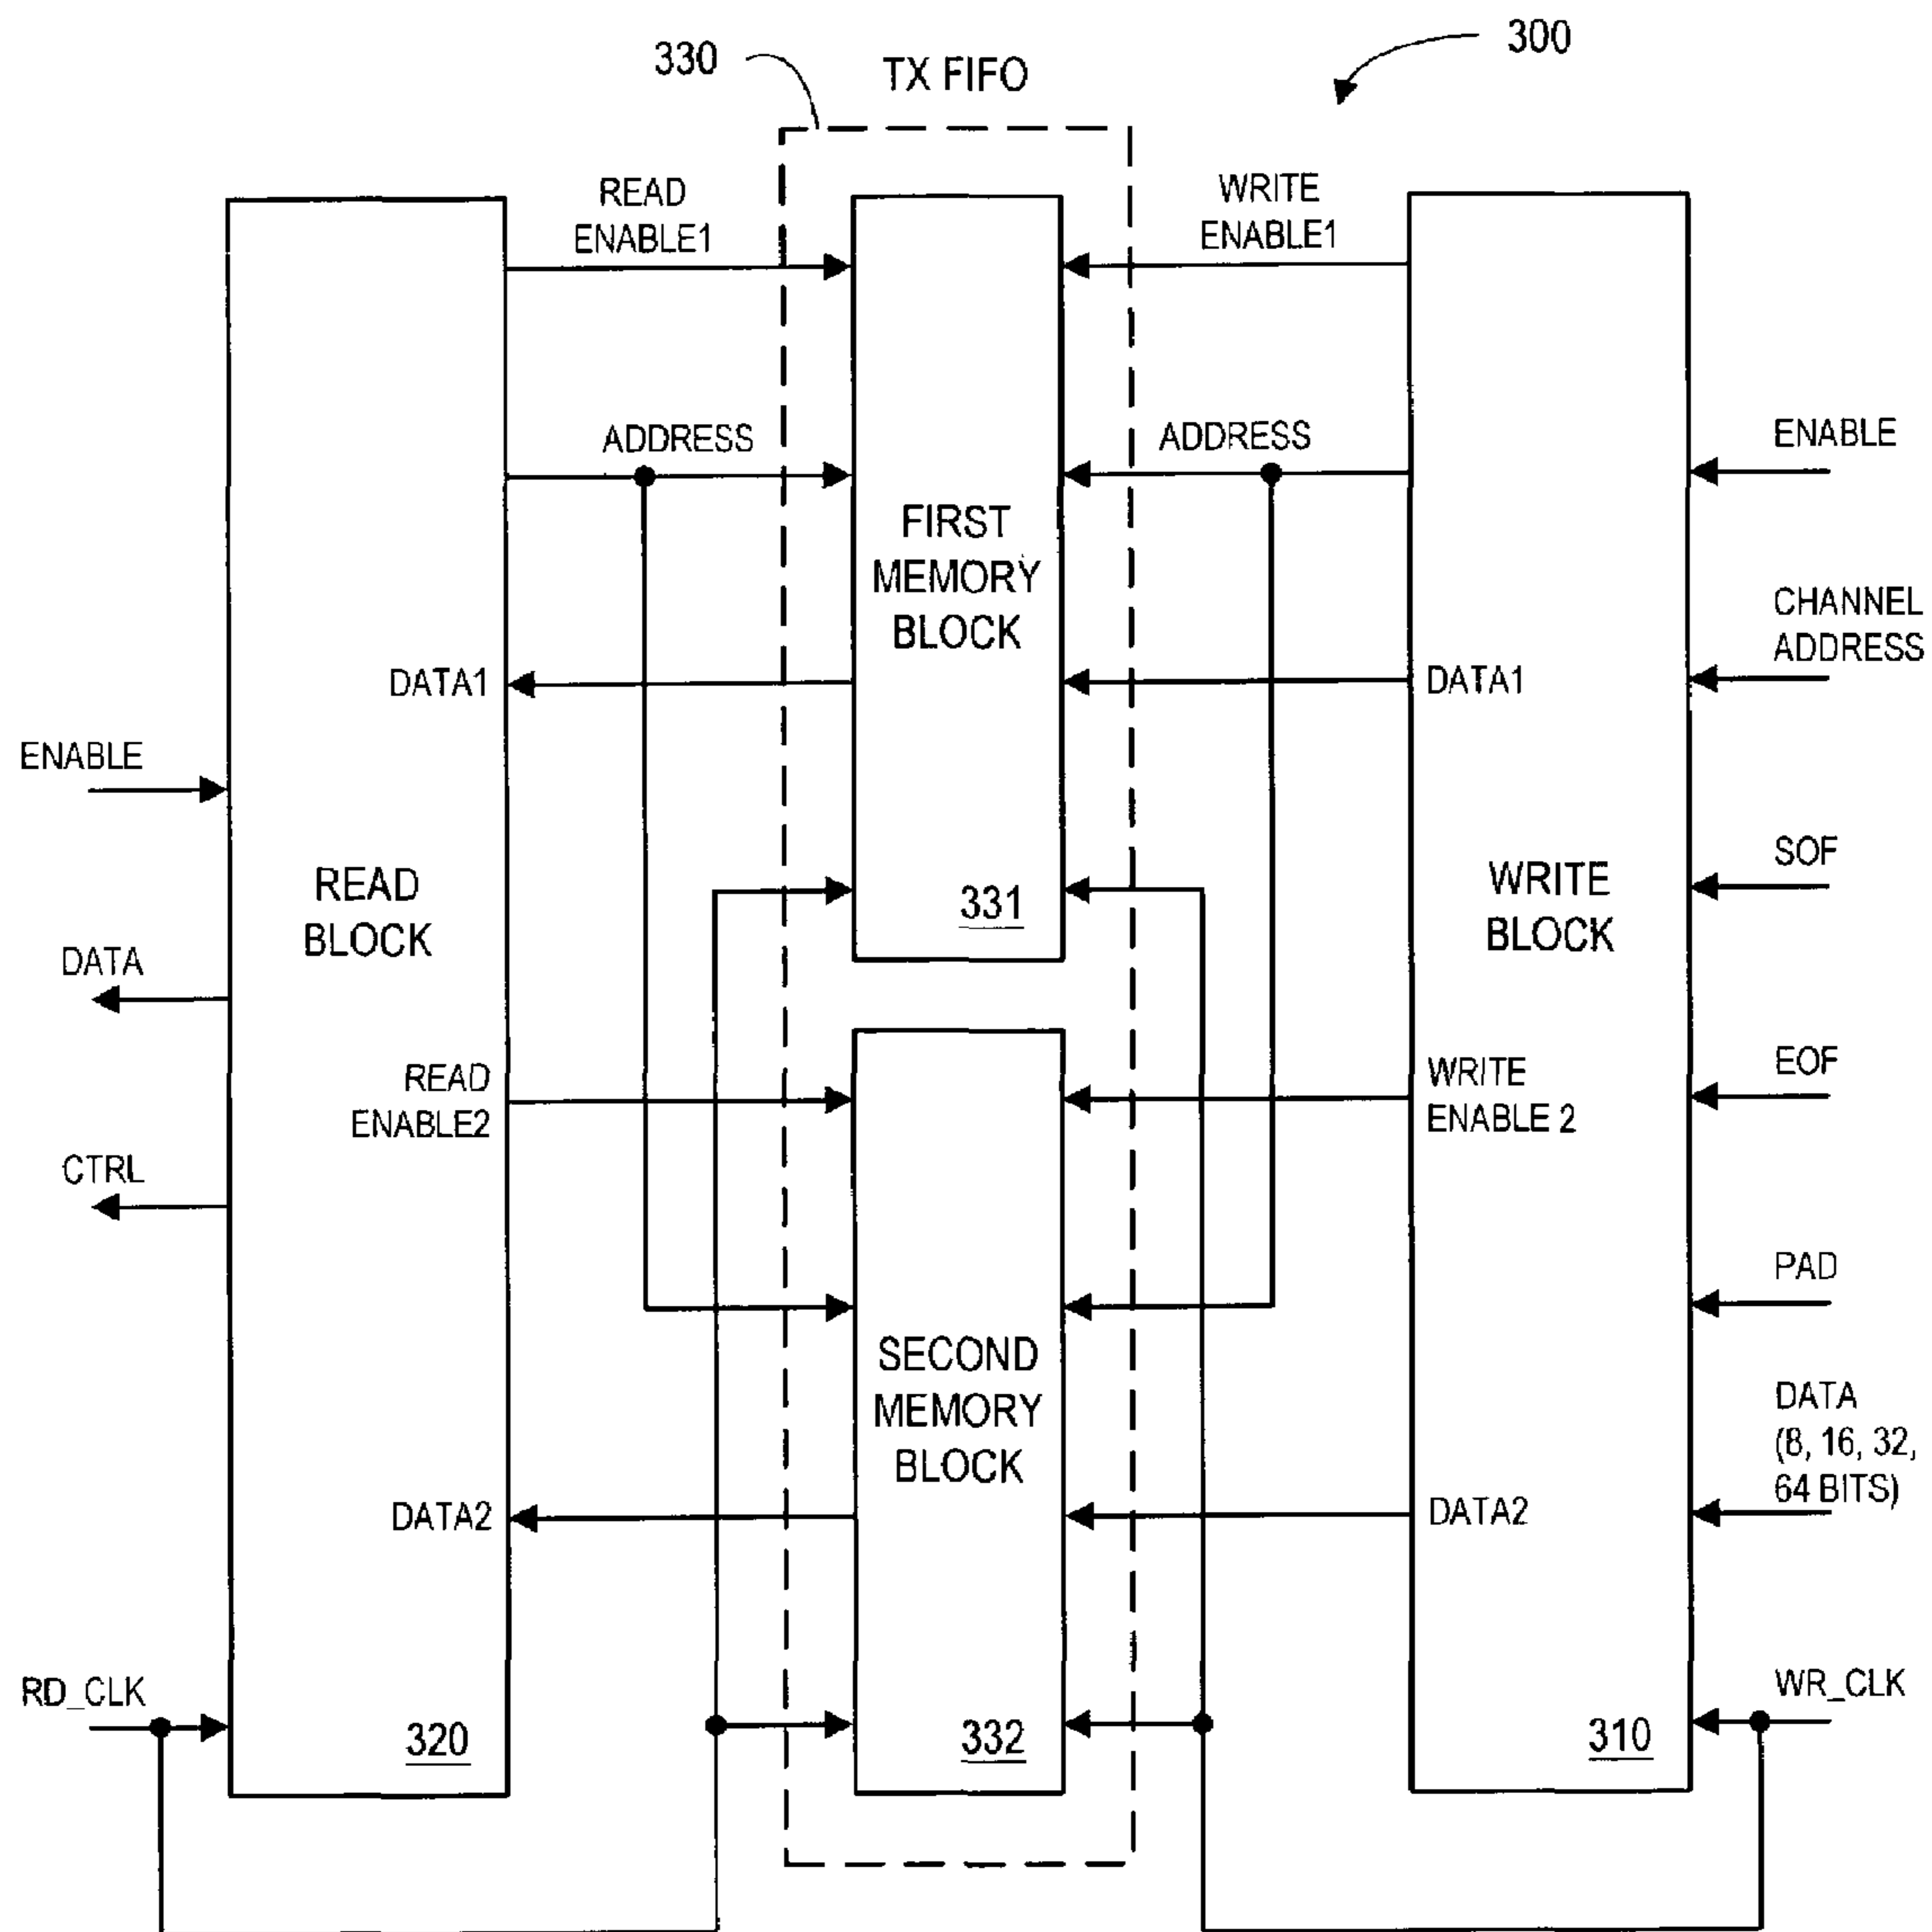 330
TX FIFO
300
READ
ENABLE1
WRITE
ENABLE1
ADDRESS
ADDRESS
ENABLE
FIRST
MEMORY
BLOCK
CHANNEL
ADDRESS
DATA1
DATA1
ENABLE
READ
BLOCK
331
WRITE
BLOCK
SOF
DATA
READ
ENABLE2
WRITE
ENABLE 2
EOF
CTRL
PAD
SECOND
MEMORY
BLOCK
DATA
(8, 16, 32,
64 BITS)
DATA2
DATA2
RD_CLK
320
332
310
WR_CLK